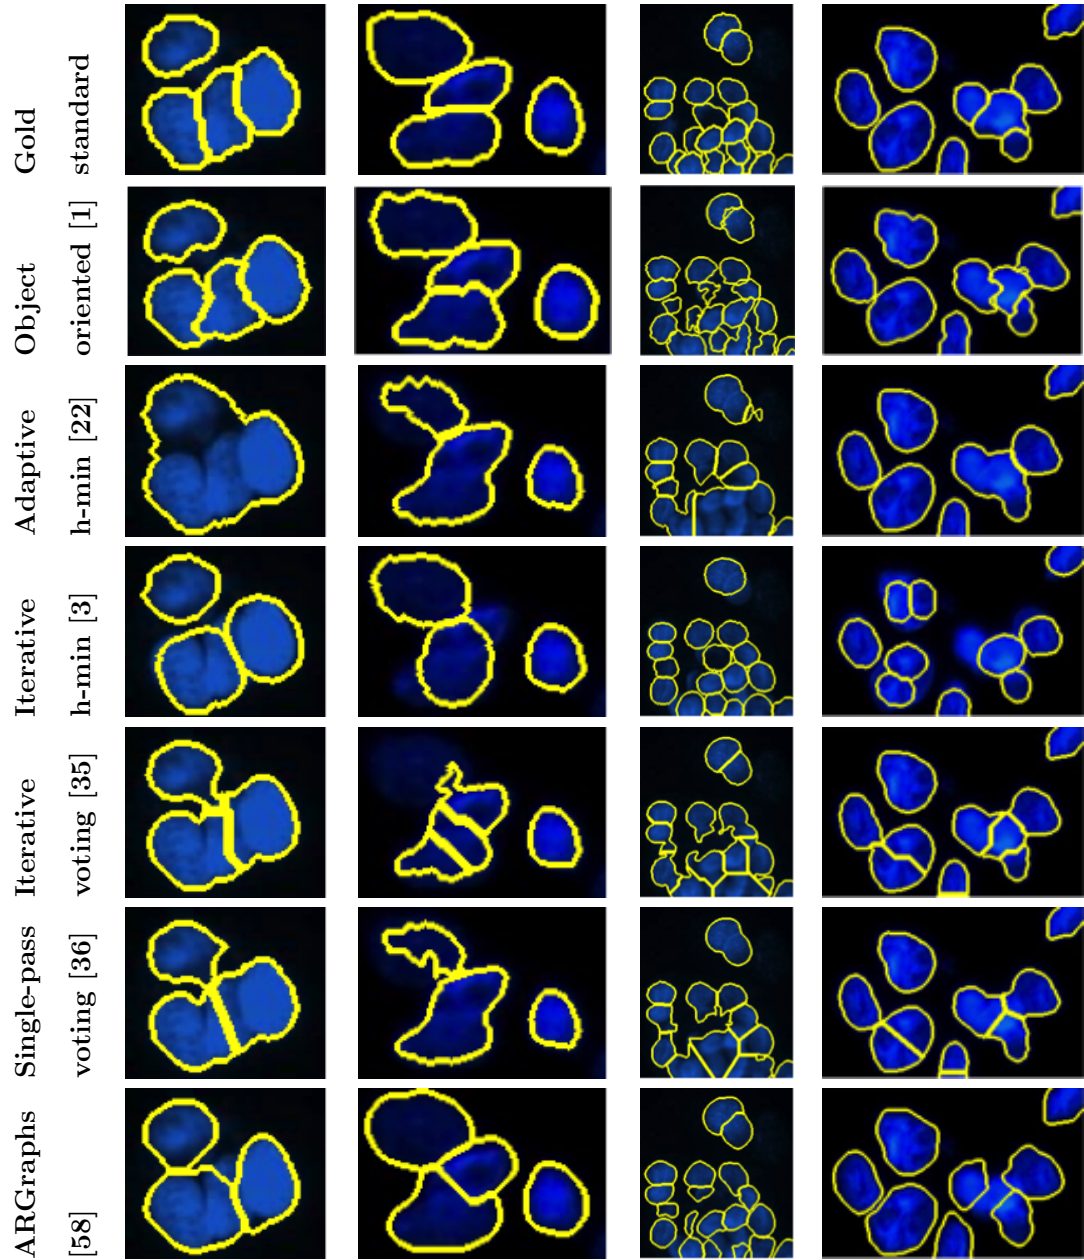 Gold
standard
Object
oriented [1]
Adaptive
h-min [22]
Iterative
h-min [3]
Iterative
voting [35]
Single-pass
voting [36]
ARGraphs
[58]